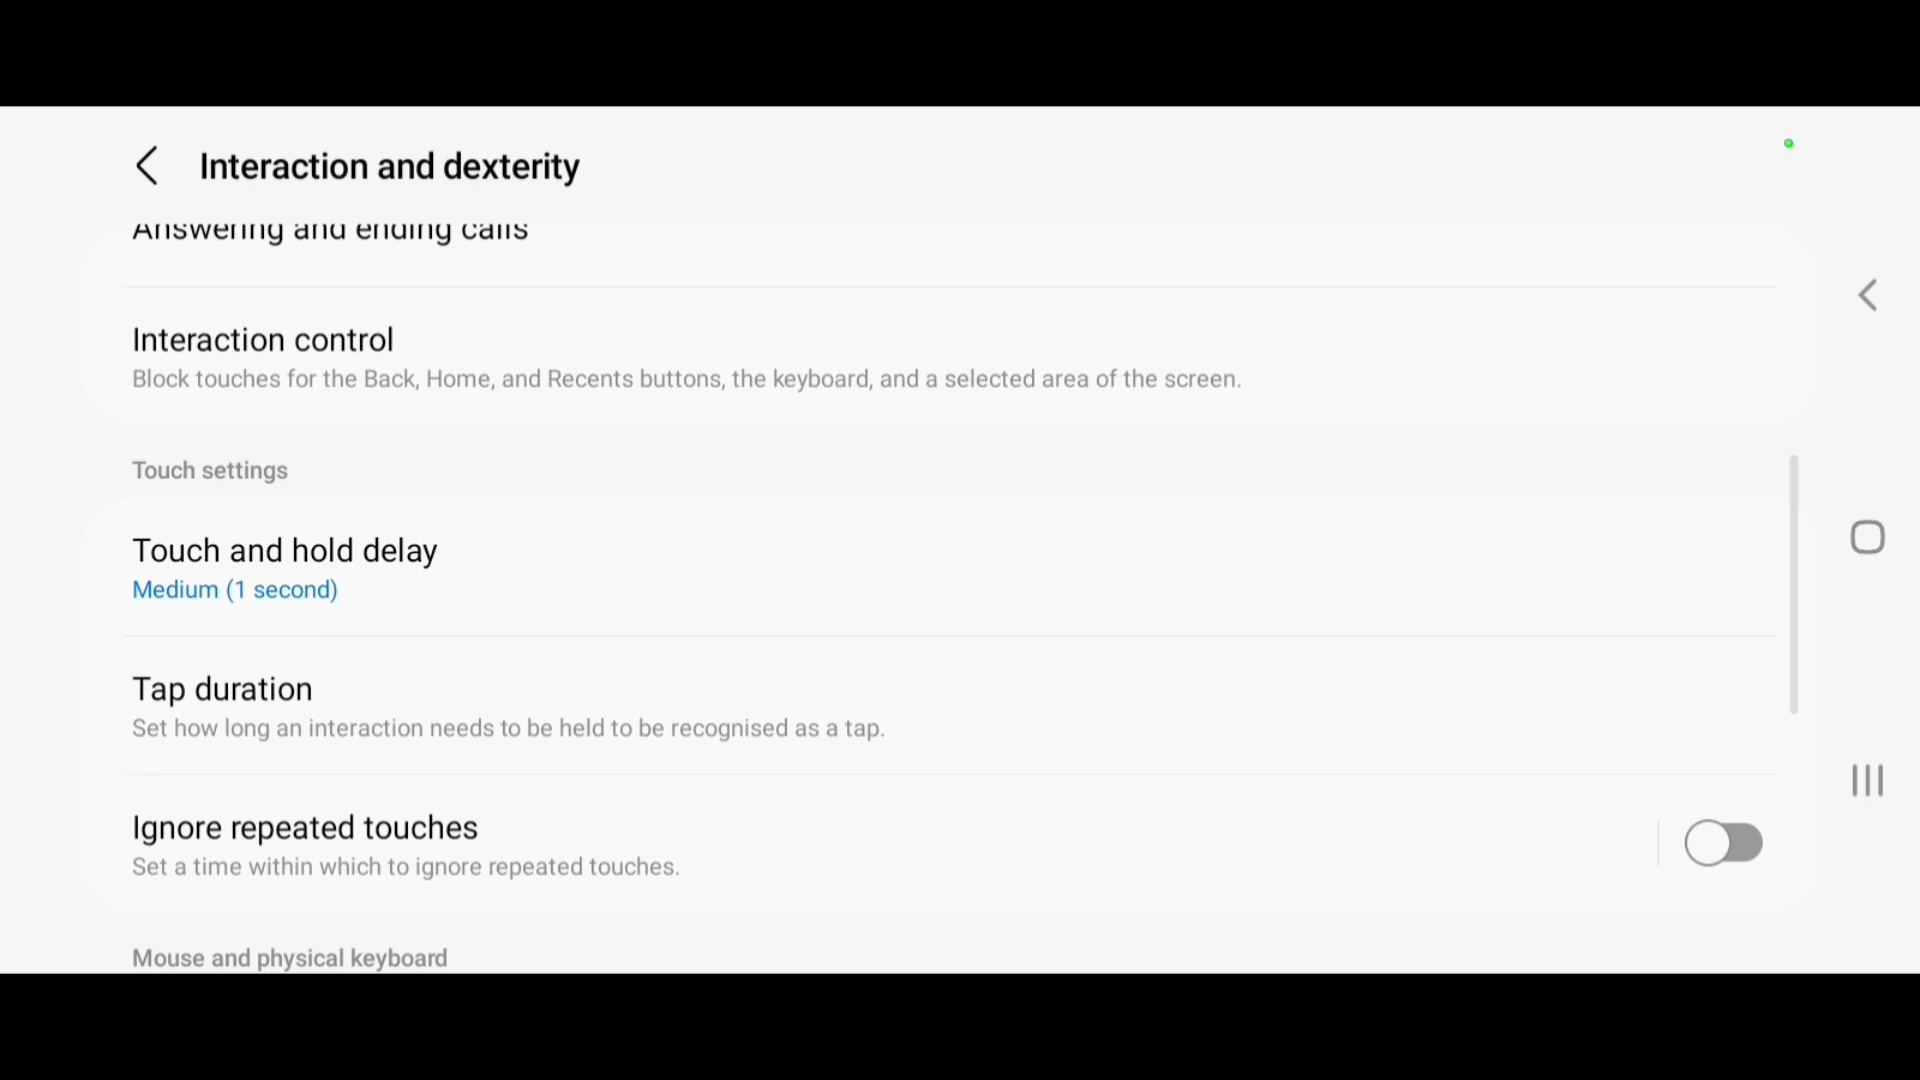 Interaction and dexterity
Answering and ending calls
Interaction control
Block touches for the Back, Home, and Recents buttons, the keyboard, and a selected area of the screen.
Touch settings
Touch and hold delay
Medium (1 second)
Tap duration
Set how long an interaction needs to be held to be recognised as a tap.
Ignore repeated touches
Set a time within which to ignore repeated touches.
Mouse and physical keyboard